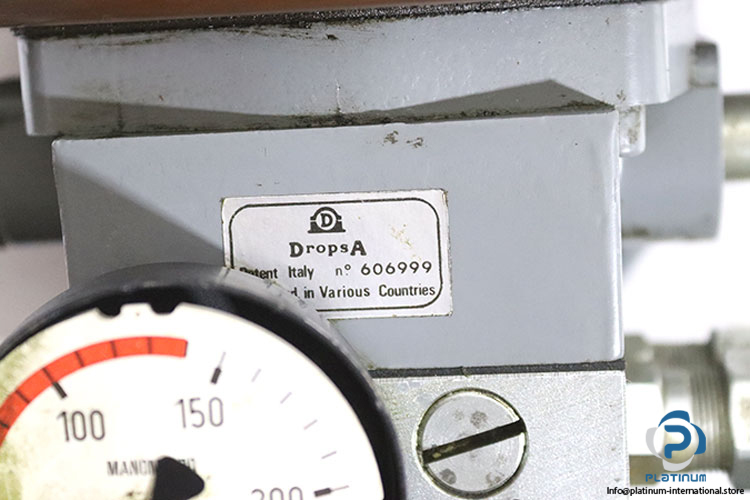 D
DropsA
Patent Italy n° 606999
in Various Countries
100
150
200
PLATINUM
Info@platinum-international.store